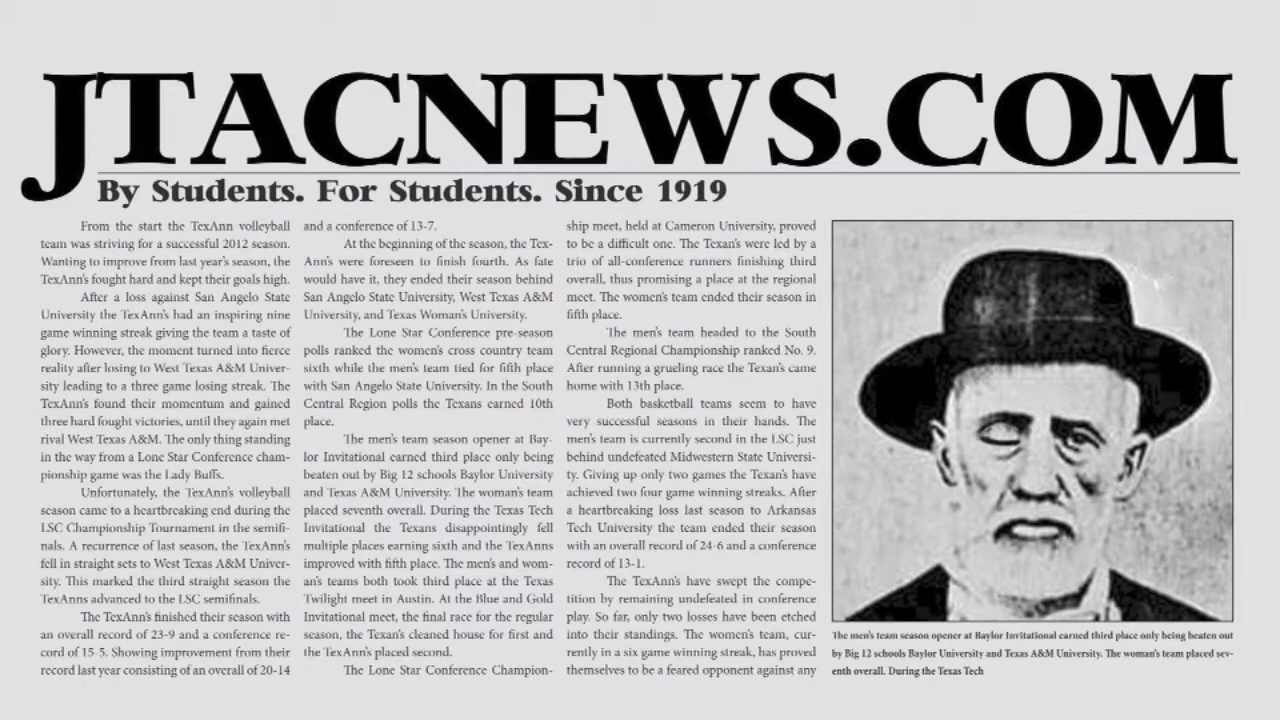 JTACNEWS.COM
By Students. For Students. Since 1919
From the start the TexAnn volleyball
team was striving for a successful 2012 season.
Wanting to improve from last year's season, the
TexAnn's fought hard and kept their goals high.
After a loss against San Angelo State
University the TexAnn's had an inspiring nine
game winning streak giving the team a taste of
glory. However, the moment turned into fierce
reality after losing to West Texas A&M Univer-
sity leading to a three game losing streak. The
TexAnn's found their momentum and gained
three hard fought victories, until they again met
rival West Texas A&M. The only thing standing
in the way from a Lone Star Conference cham-
pionship game was the Lady Buffs.
Unfortunately, the TexAnn's volleyball
season came to a heartbreaking end during the
LSC Championship Tournament in the semifi-
nals. A recurrence of last season, the TexAnn's
fell in straight sets to West Texas A&M Univer-
sity. This marked the third straight season the
TexAnns advanced to the LSC semifinals.
The TexAnn's finished their season with
an overall record of 23-9 and a conference re-
cord of 15-5. Showing improvement from their
record last year consisting of an overall of 20-14
and a conference of 13-7.
At the beginning of the season, the Tex-
Ann's were foreseen to finish fourth. As fate
would have it, they ended their season behind
San Angelo State University, West Texas A&M
University, and Texas Woman's University.
The Lone Star Conference pre-season
polls ranked the women's cross country team
sixth while the men's team tied for fifth place
with San Angelo State University. In the South
Central Region polls the Texans earned 10th
place.
The men's team season opener at Bay-
lor Invitational earned third place only being
beaten out by Big 12 schools Baylor University
and Texas A&M University. The woman's team
placed seventh overall. During the Texas Tech
Invitational the Texans disappointingly fell
multiple places earning sixth and the TexAnns
improved with fifth place. The men's and wom-
an's teams both took third place at the Texas
Twilight meet in Austin. At the Blue and Gold
Invitational meet, the final race for the regular
season, the Texan's cleaned house for first and
the TexAnn's placed second.
The Lone Star Conference Champion-
ship meet, held at Cameron University, proved
to be a difficult one. The Texan's were led by a
trio of all-conference runners finishing third
overall, thus promising a place at the regional
meet. The women's team ended their season in
fifth place.
The men's team headed to the South
Central Regional Championship ranked No. 9.
After running a grueling race the Texan's came
home with 13th place.
Both basketball teams seem to have
very successful seasons in their hands. The
men's team is currently second in the LSC just
behind undefeated Midwestern State Universi-
ty. Giving up only two games the Texan's have
achieved two four game winning streaks. After
a heartbreaking loss last season to Arkansas
Tech University the team ended their season
with an overall record of 24-6 and a conference
record of 13-1.
The TexAnn's have swept the compe-
tition by remaining undefeated in conference
play. So far, only two losses have been etched
into their standings. The women's team, cur-
rently in a six game winning streak, has proved
themselves to be a feared opponent against any
The men's team season opener at Baylor Invitational earned third place only being beaten out
by Big 12 schools Baylor University and Texas A&M University. The woman's team placed sev-
enth overall. During the Texas Tech